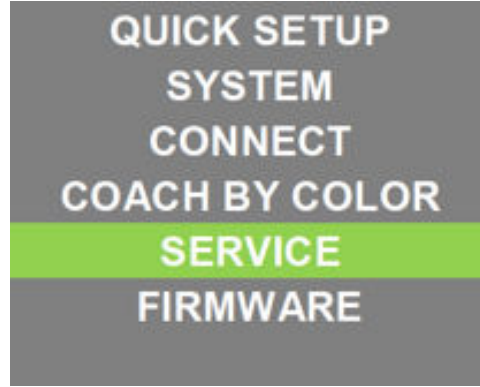 QUICK SETUP
SYSTEM
CONNECT
COACH BY COLOR
SERVICE
FIRMWARE